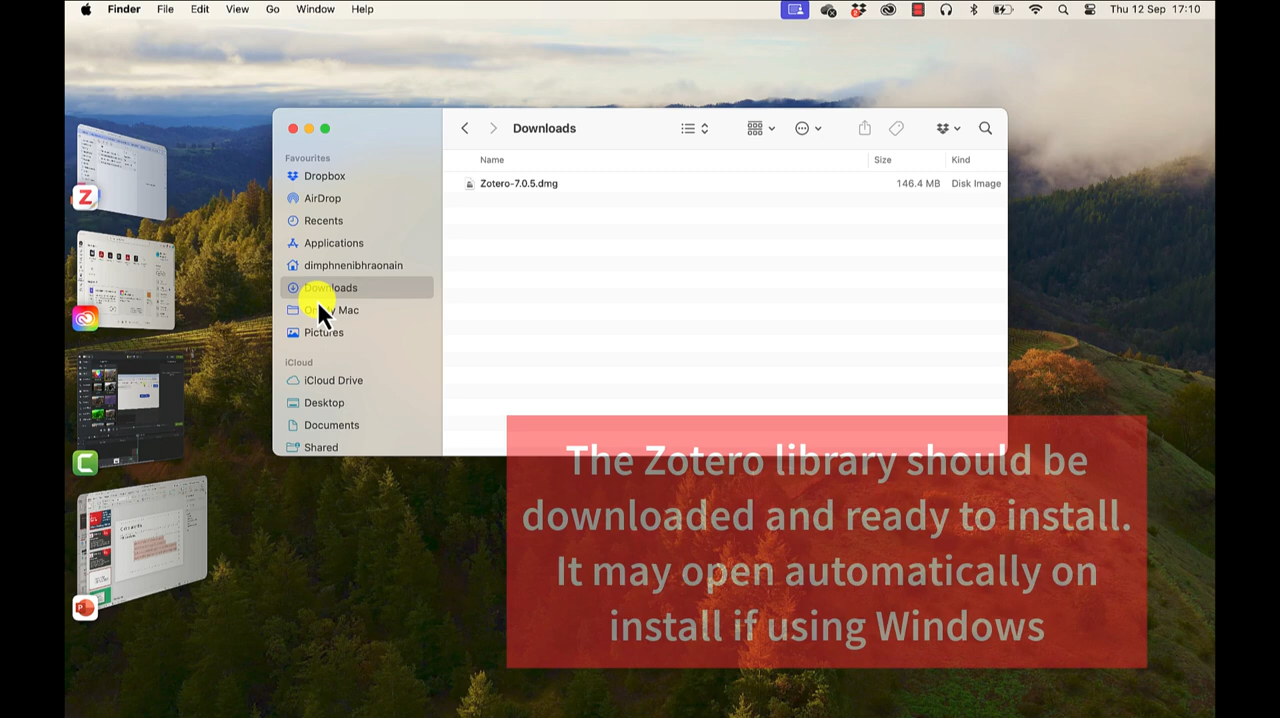 Finder File Edit View Go Window Help
Thu 12 Sep 17:10
Downloads
Favourites
Dropbox
AirDrop
Recents
Applications
dimphnenibhraonain
Downloads
Mac
Pictures
iCloud
iCloud Drive
Desktop
Documents
Shared
Name Size Kind
Zotero-7.0.5.dmg 146.4 MB Disk Image
The Zotero library should be
downloaded and ready to install.
It may open automatically on
install if using Windows